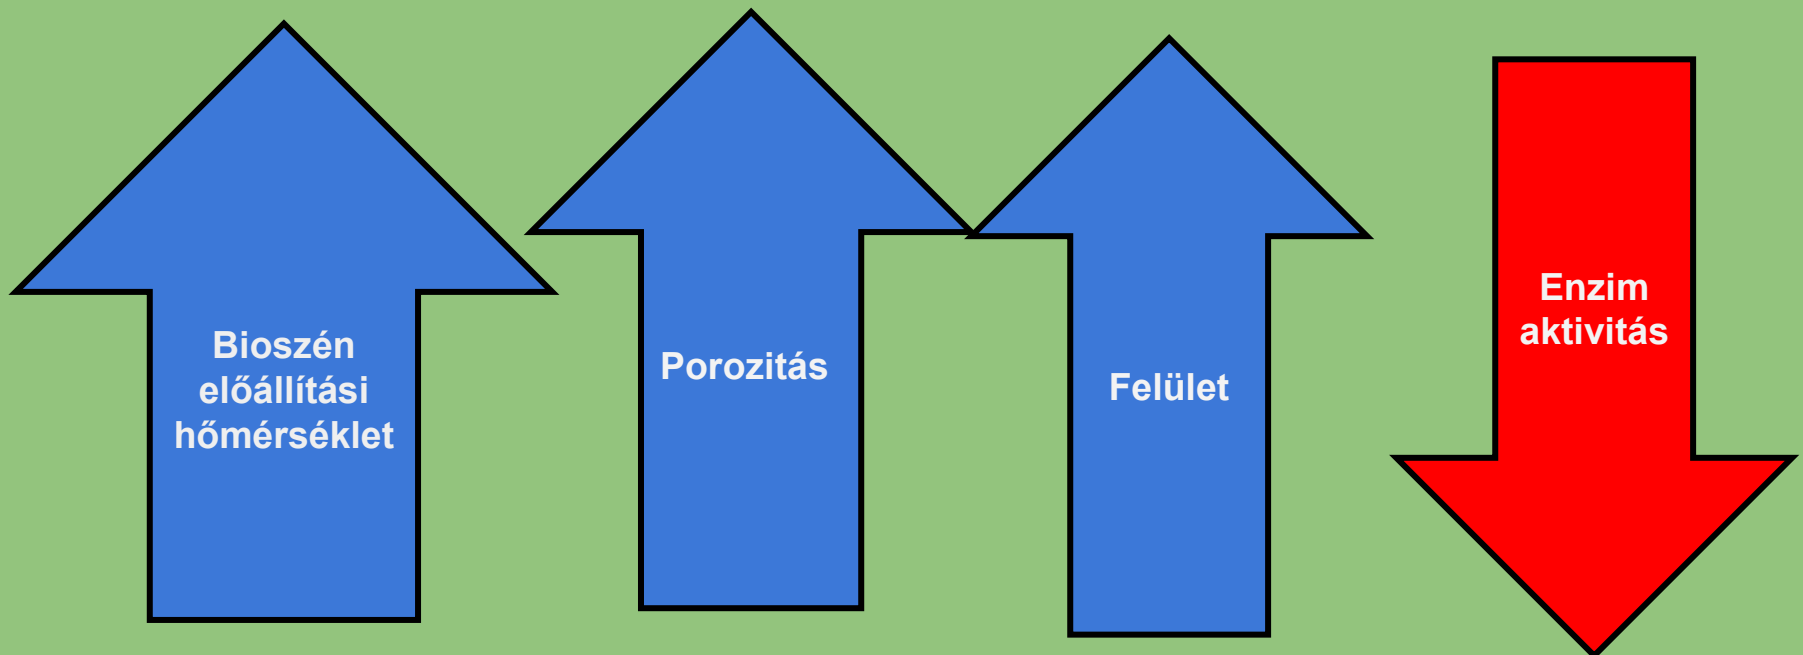 Bioszén
előállítási
hőmérséklet
Porozitás
Felület
Enzim
aktivitás